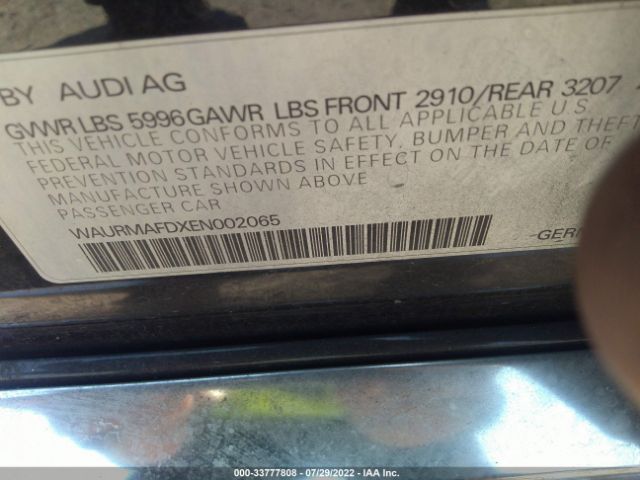 BY AUDI AG
GVWR LBS 5996 GAWR LBS FRONT 2910/REAR 3207
THIS VEHICLE CONFORMS TO ALL APPLICABLE U S
FEDERAL MOTOR VEHICLE SAFETY, BUMPER AND THEFT
PREVENTION STANDARDS IN EFFECT ON THE DATE OF
MANUFACTURE SHOWN ABOVE
PASSENGER CAR
WAURMAFDXEN002065
000-33777808 - 07/29/2022 - IAA Inc.